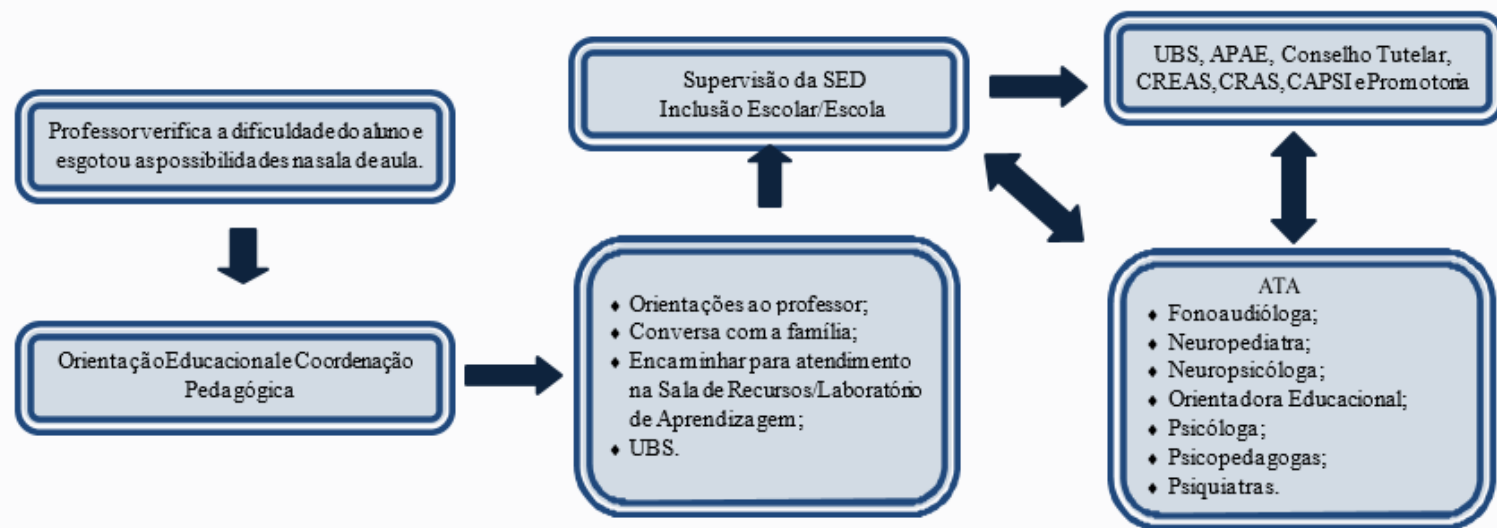 Professor verifica a dificuldade do aluno e
esgotou as possibilidades na sala de aula.
Orientação Educacional e Coordenação
Pedagógica
♦ Orientações ao professor;
♦ Conversa com a família;
♦ Encaminhar para atendimento
na Sala de Recursos/Laboratório
de Aprendizagem;
♦ UBS.
Supervisão da SED
Inclusão Escolar/Escola
UBS, APAE, Conselho Tutelar,
CREAS, CRAS, CAPSI e Promotoria
ATA
♦ Fonoaudióloga;
♦ Neuropediatra;
♦ Neuropsicóloga;
♦ Orientadora Educacional;
♦ Psicóloga;
♦ Psicopedagogas;
♦ Psiquiatras.